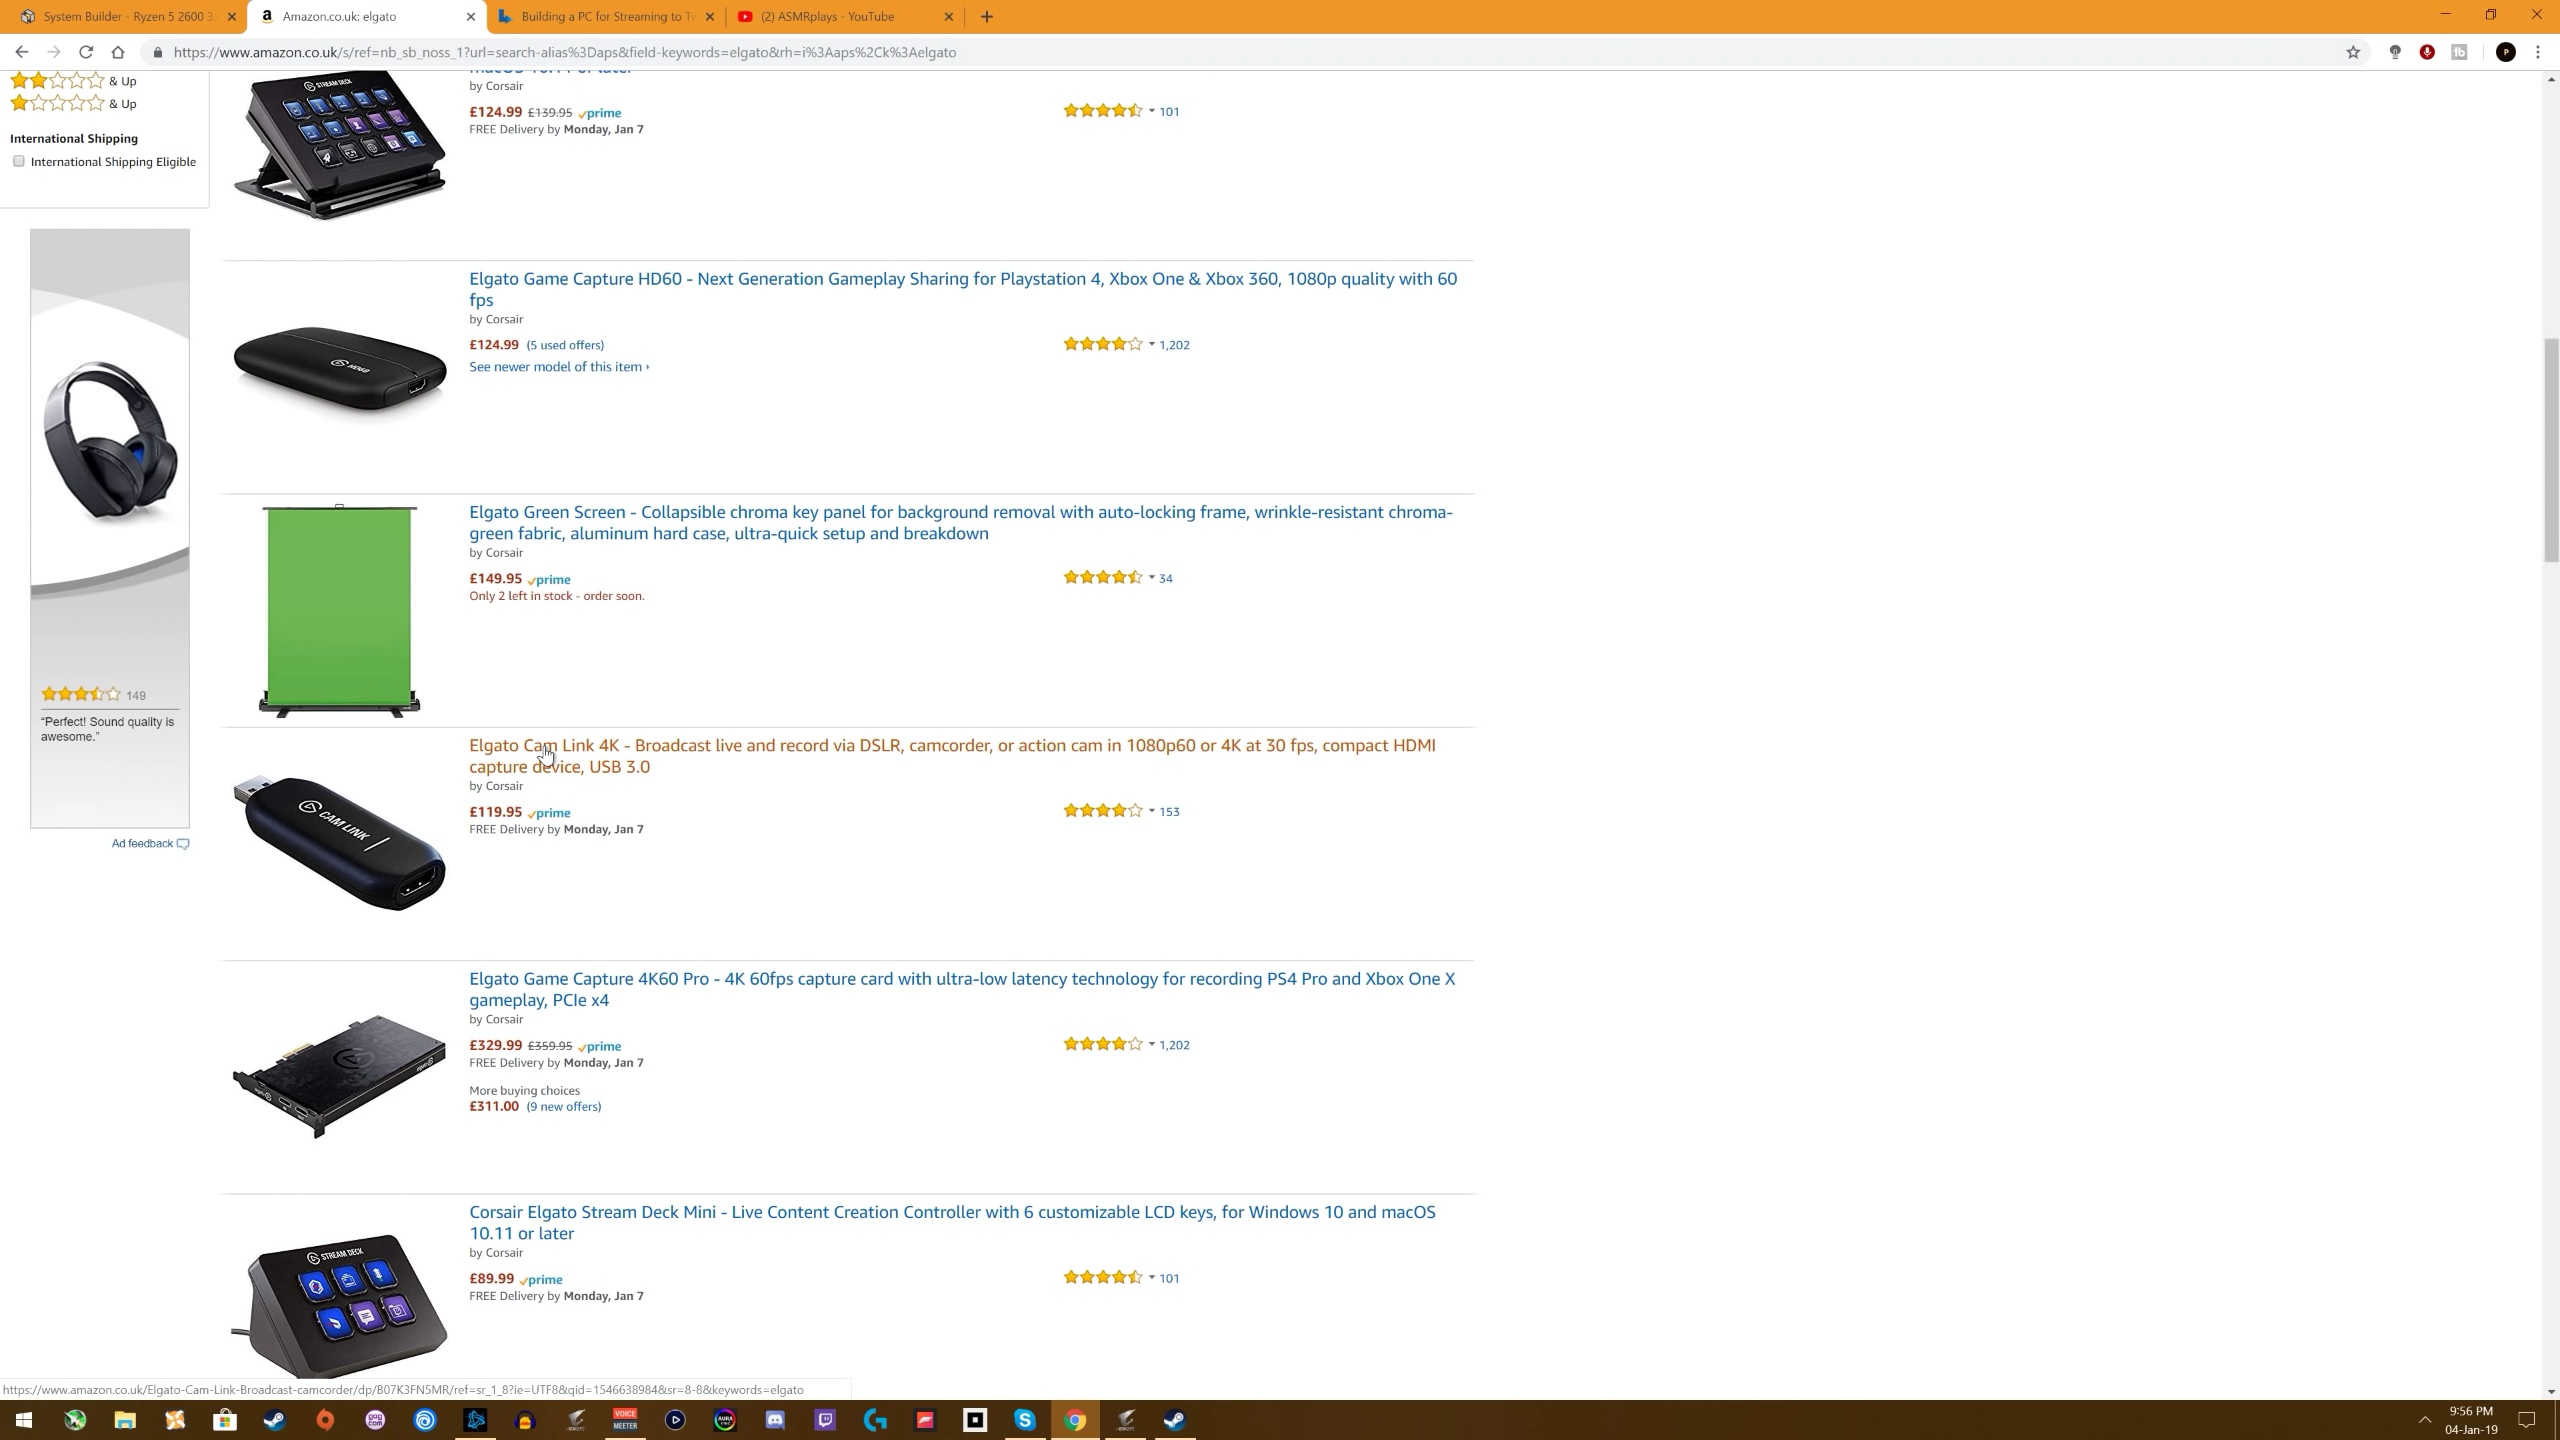 System Builder - Ryzen 5 2600 3.
Amazon.co.uk: elgato
Building a PC for Streaming to Tw
(2) ASMRplays - YouTube
https://www.amazon.co.uk/s/ref=nb_sb_noss_1?url=search-alias%3Daps&field-keywords=elgato&rh=i%3Aaps%2Ck%3Aelgato
& Up
& Up
International Shipping
International Shipping Eligible
149
"Perfect! Sound quality is
awesome."
Ad feedback
STREAM DECK
macOS 10.11 or later
by Corsair
£124.99 £139.95 prime
101
FREE Delivery by Monday, Jan 7
HD60
Elgato Game Capture HD60 - Next Generation Gameplay Sharing for Playstation 4, Xbox One & Xbox 360, 1080p quality with 60
fps
by Corsair
£124.99 (5 used offers)
1,202
See newer model of this item
Elgato Green Screen - Collapsible chroma key panel for background removal with auto-locking frame, wrinkle-resistant chroma-
green fabric, aluminum hard case, ultra-quick setup and breakdown
by Corsair
£149.95 prime
34
Only 2 left in stock - order soon.
CAM LINK
Elgato Cam Link 4K - Broadcast live and record via DSLR, camcorder, or action cam in 1080p60 or 4K at 30 fps, compact HDMI
capture device, USB 3.0
by Corsair
£119.95 prime
153
FREE Delivery by Monday, Jan 7
Elgato Game Capture 4K60 Pro - 4K 60fps capture card with ultra-low latency technology for recording PS4 Pro and Xbox One X
gameplay, PCIe x4
by Corsair
£329.99 £359.95 prime
1,202
FREE Delivery by Monday, Jan 7
More buying choices
£311.00 (9 new offers)
STREAM DECK
Corsair Elgato Stream Deck Mini - Live Content Creation Controller with 6 customizable LCD keys, for Windows 10 and macOS
10.11 or later
by Corsair
£89.99 prime
101
FREE Delivery by Monday, Jan 7
https://www.amazon.co.uk/Elgato-Cam-Link-Broadcast-camcorder/dp/B07K3FN5MR/ref=sr_1_8?ie=UTF8&qid=1546638984&sr=8-8&keywords=elgato
VOICE
MEETER
9:56 PM
04-Jan-19